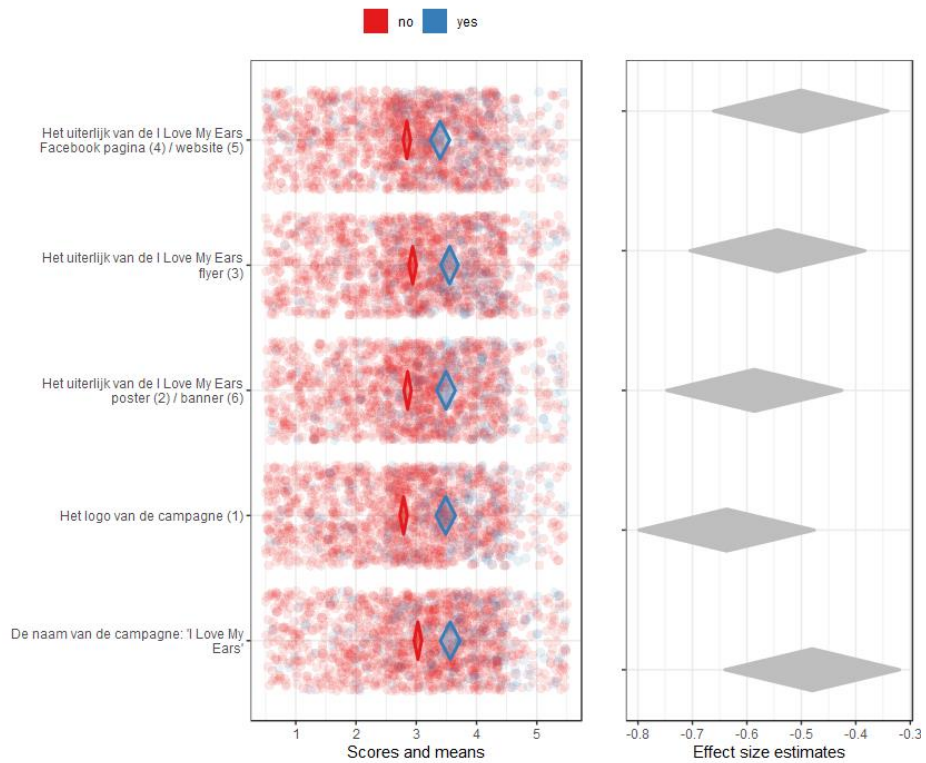 no yes
Het uiterlijk van de I Love My Ears
Facebook pagina (4) / website (5)
Het uiterlijk van de I Love My Ears
flyer (3)
Het uiterlijk van de I Love My Ears
poster (2) / banner (6)
Het logo van de campagne (1)
De naam van de campagne: 'I Love My
Ears'
1 2 3 4 5
Scores and means
-0.8 -0.7 -0.6 -0.5 -0.4 -0.3
Effect size estimates